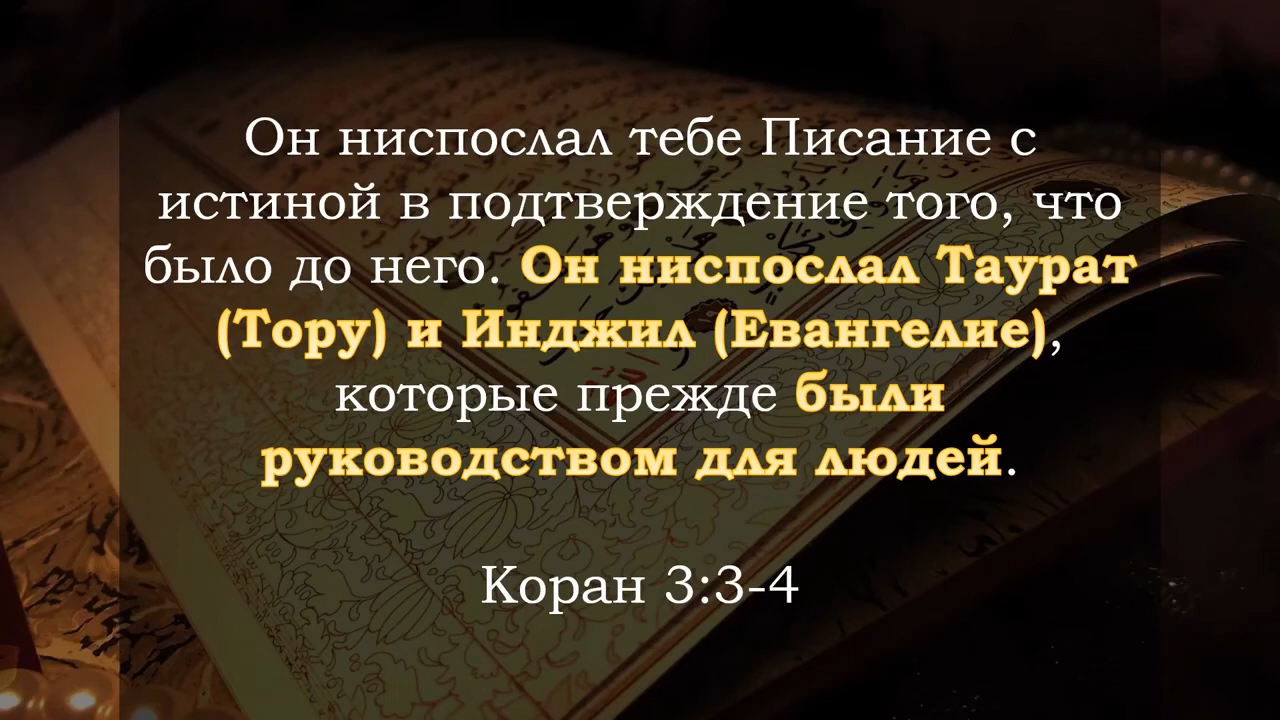 Он ниспослал тебе Писание с
истиной в подтверждение того, что
было до него. Он ниспослал Таурат
(Тору) и Инджил (Евангелие),
которые прежде были
руководством для людей.
Коран 3:3-4